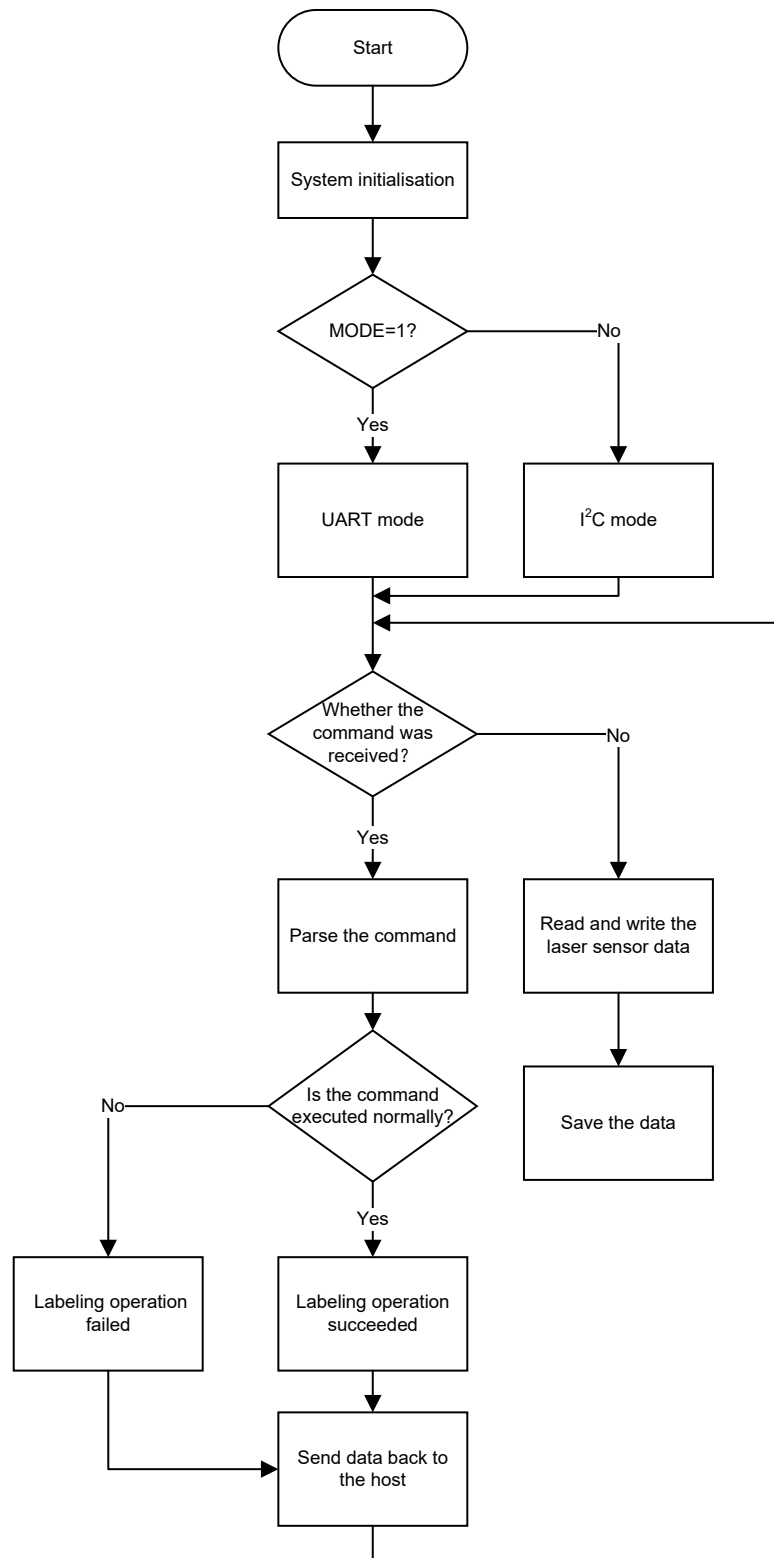 Start
System initialisation
MODE=1?
No
Yes
UART mode
I²C mode
Whether the
command was
received?
No
Yes
Parse the command
Read and write the
laser sensor data
Is the command
executed normally?
No
Save the data
Yes
Labeling operation
failed
Labeling operation
succeeded
Send data back to
the host